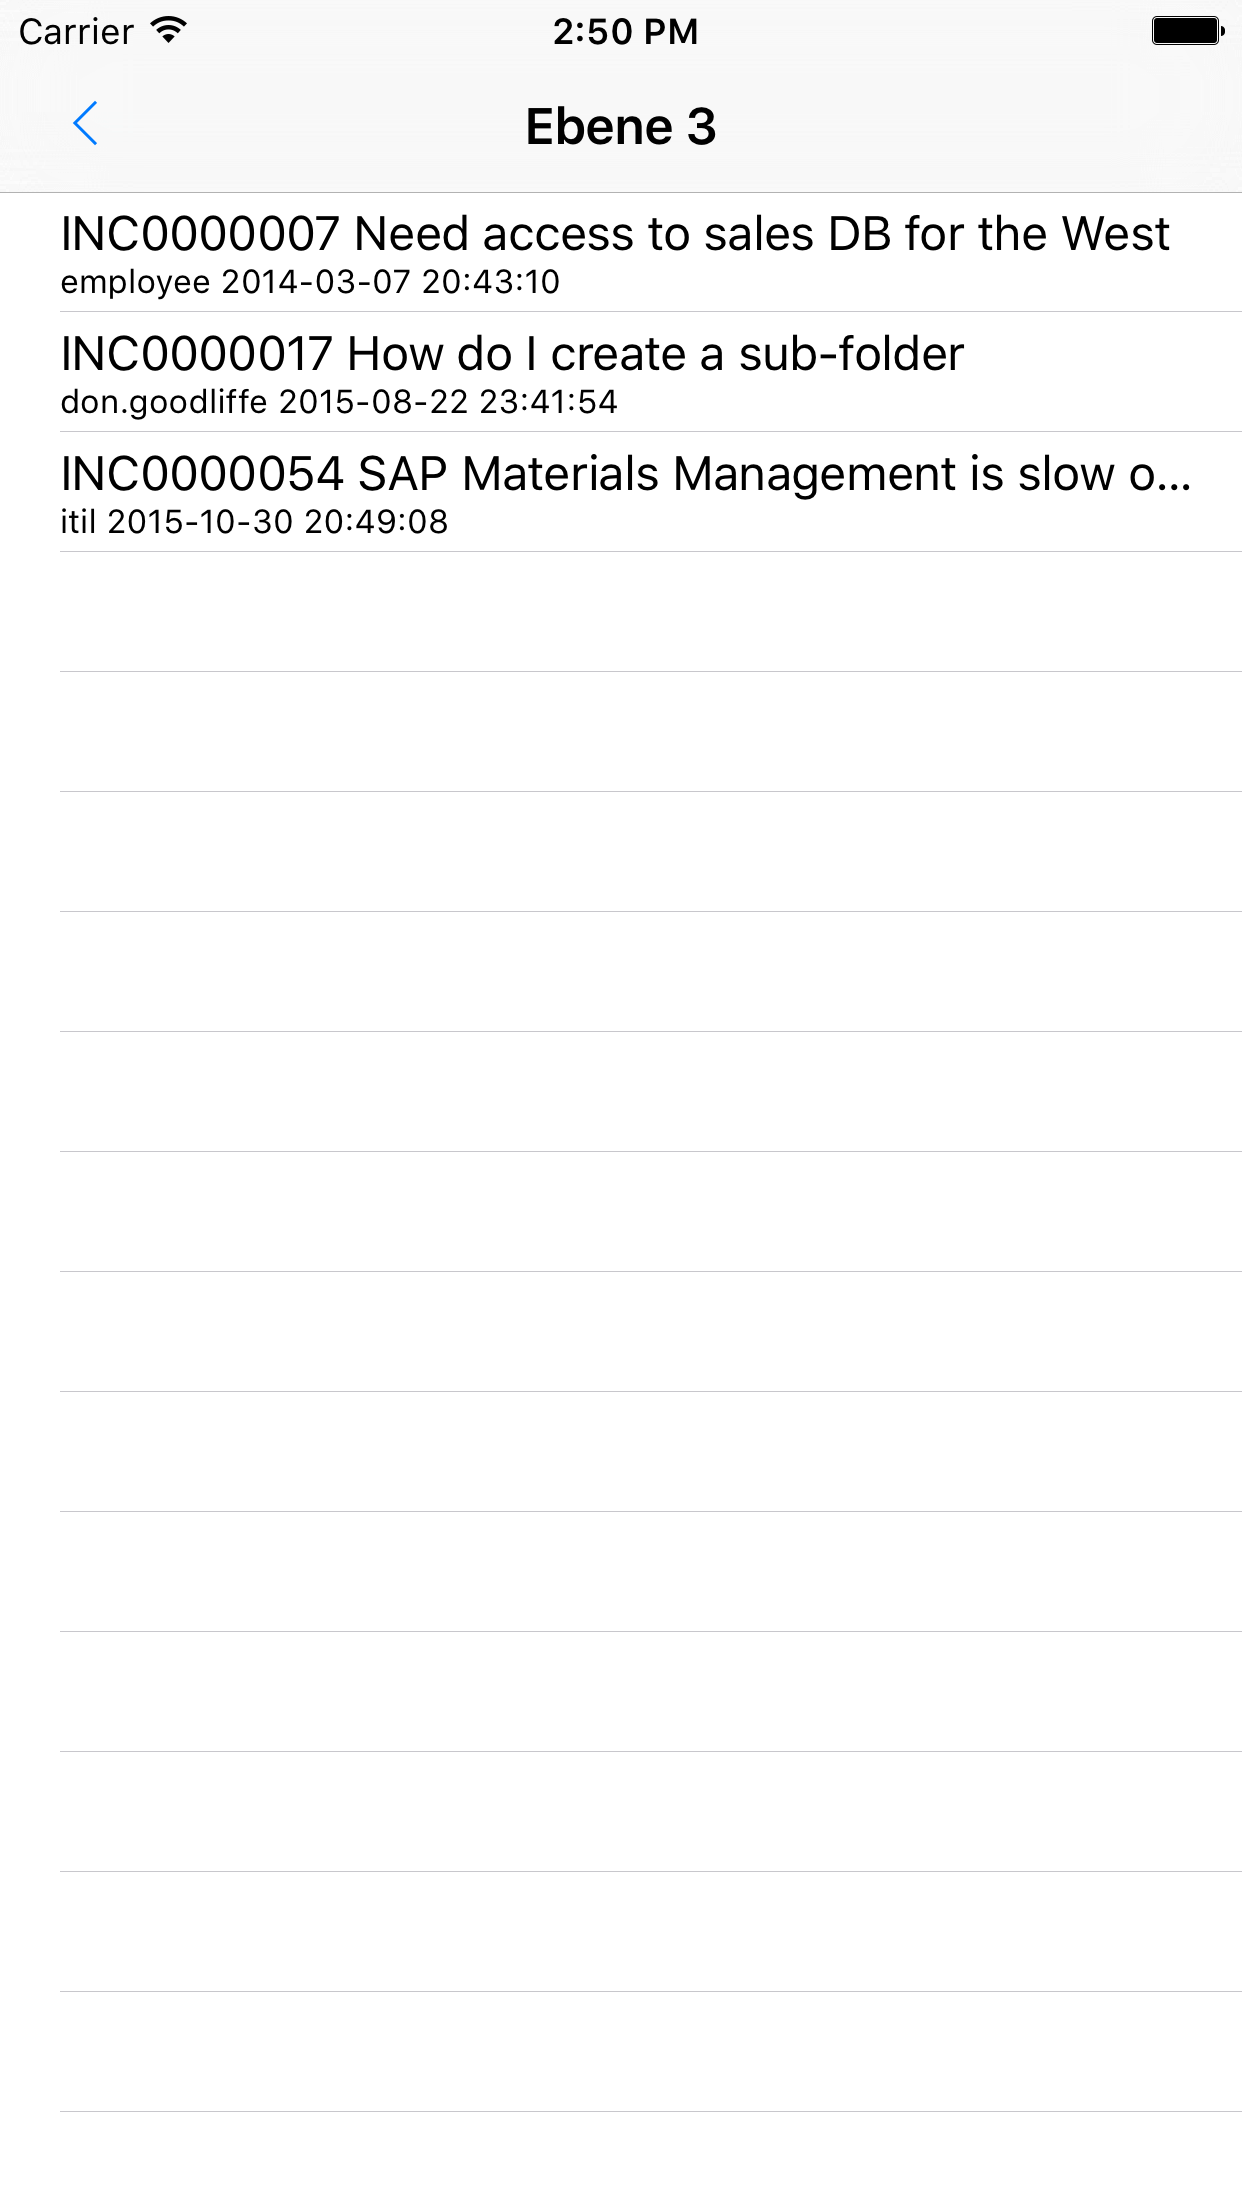 Carrier 2:50 PM
Ebene 3
INC0000007 Need access to sales DB for the West
employee 2014-03-07 20:43:10
INC0000017 How do I create a sub-folder
don.goodliffe 2015-08-22 23:41:54
INC0000054 SAP Materials Management is slow o...
itil 2015-10-30 20:49:08